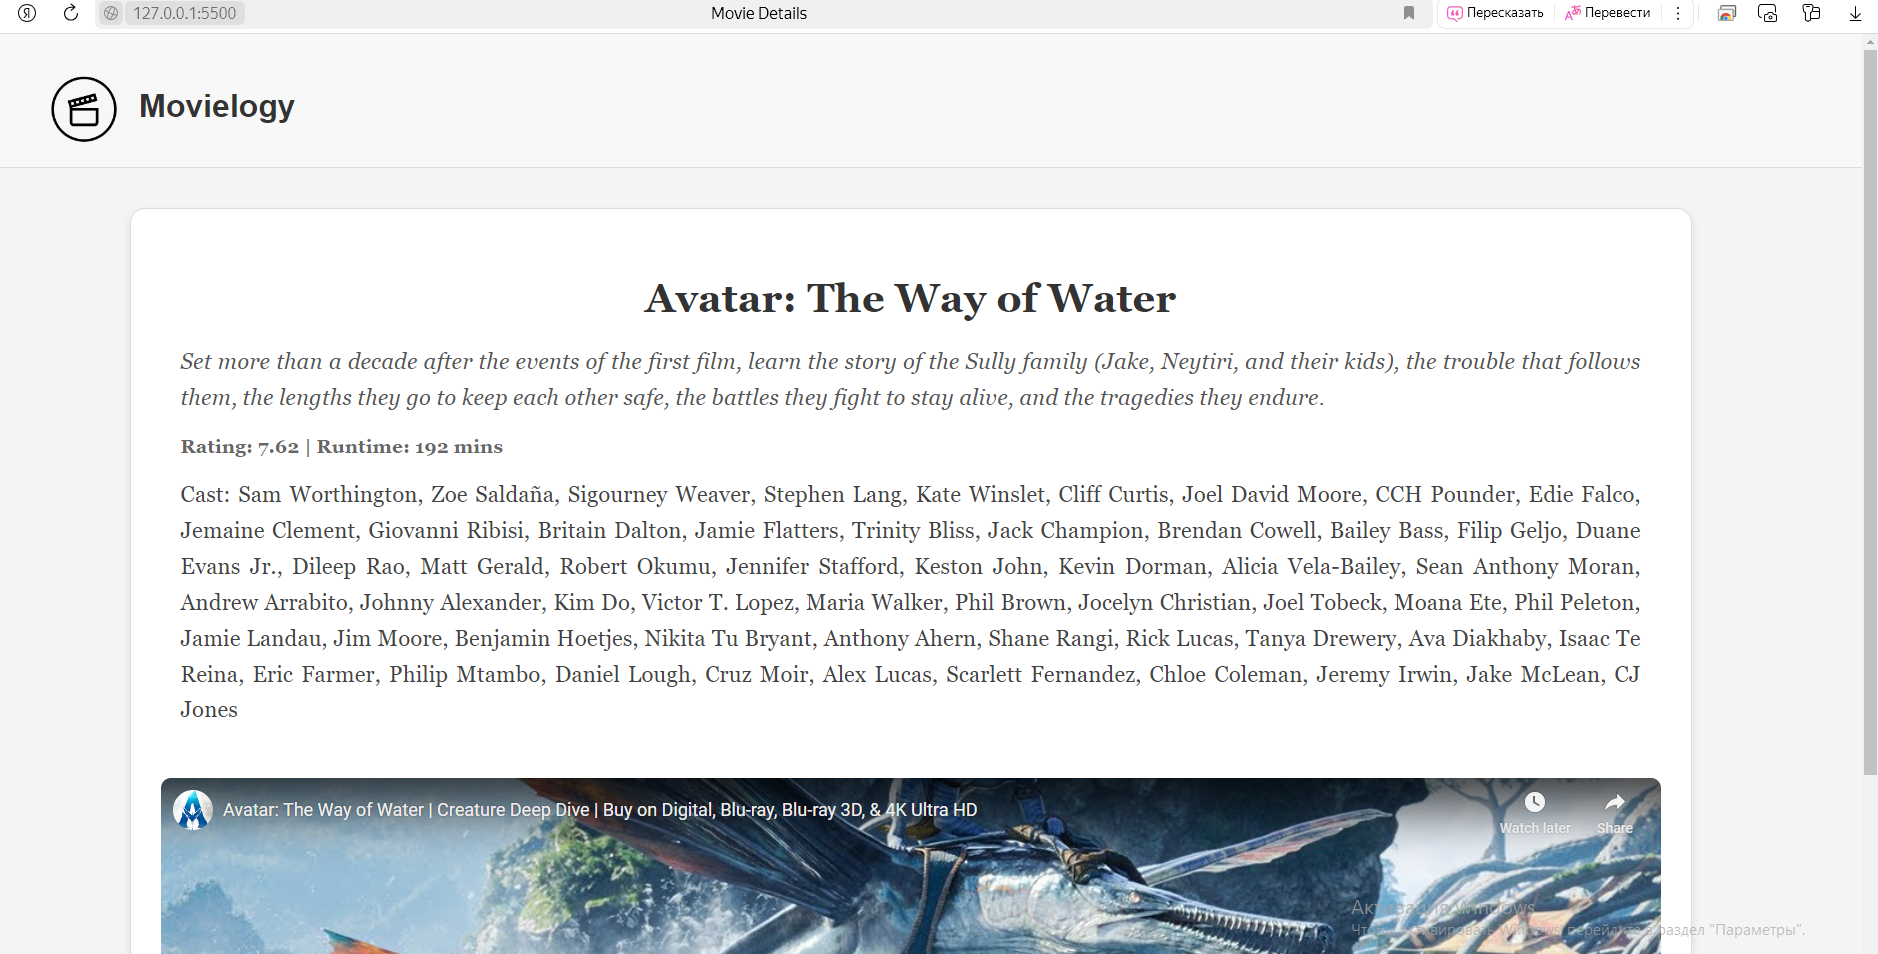 Я
127.0.0.1:5500
Movie Details
Пересказать
Перевести
Movielogy
Avatar: The Way of Water
Set more than a decade after the events of the first film, learn the story of the Sully family (Jake, Neytiri, and their kids), the trouble that follows
them, the lengths they go to keep each other safe, the battles they fight to stay alive, and the tragedies they endure.
Rating: 7.62 | Runtime: 192 mins
Cast: Sam Worthington, Zoe Saldaña, Sigourney Weaver, Stephen Lang, Kate Winslet, Cliff Curtis, Joel David Moore, CCH Pounder, Edie Falco,
Jemaine Clement, Giovanni Ribisi, Britain Dalton, Jamie Flatters, Trinity Bliss, Jack Champion, Brendan Cowell, Bailey Bass, Filip Geljo, Duane
Evans Jr., Dileep Rao, Matt Gerald, Robert Okumu, Jennifer Stafford, Keston John, Kevin Dorman, Alicia Vela-Bailey, Sean Anthony Moran,
Andrew Arrabito, Johnny Alexander, Kim Do, Victor T. Lopez, Maria Walker, Phil Brown, Jocelyn Christian, Joel Tobeck, Moana Ete, Phil Peleton,
Jamie Landau, Jim Moore, Benjamin Hoetjes, Nikita Tu Bryant, Anthony Ahern, Shane Rangi, Rick Lucas, Tanya Drewery, Ava Diakhaby, Isaac Te
Reina, Eric Farmer, Philip Mtambo, Daniel Lough, Cruz Moir, Alex Lucas, Scarlett Fernandez, Chloe Coleman, Jeremy Irwin, Jake McLean, CJ
Jones
Avatar: The Way of Water | Creature Deep Dive | Buy on Digital, Blu-ray, Blu-ray 3D, & 4K Ultra HD
Watch later
Share
Активация Windows
Чтобы активировать Windows, перейдите в раздел "Параметры".